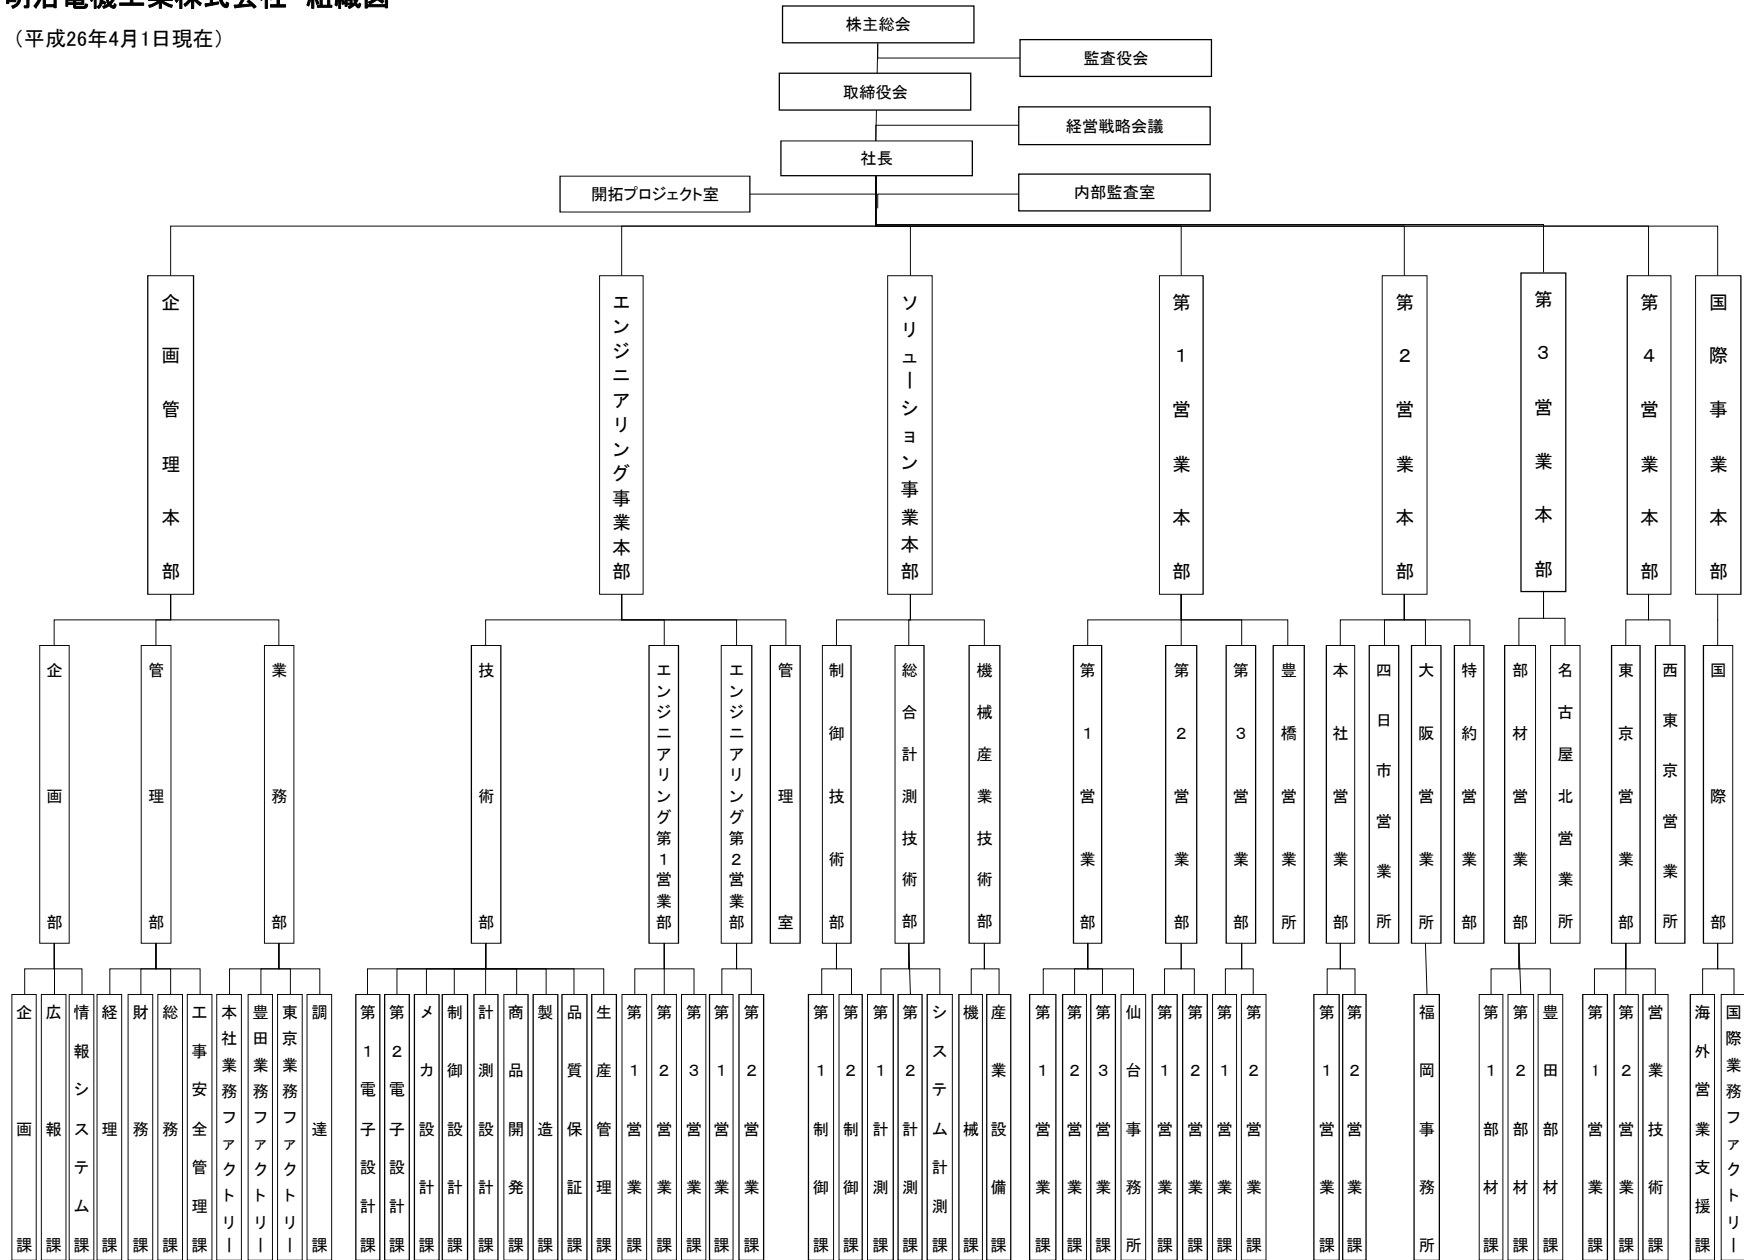 明治電機工業株式会社 組織図
（平成26年4月1日現在）
株主総会
監査役会
取締役会
経営戦略会議
社長
開拓プロジェクト室
内部監査室
企画管理本部
エンジニアリング事業本部
ソリューション事業本部
第1営業本部
第2営業本部
第3営業本部
第4営業本部
国際事業本部
企画部
管理部
業務部
技術部
エンジニアリング第1営業部
エンジニアリング第2営業部
管理室
制御技術部
総合計測技術部
機械産業技術部
第1営業部
第2営業部
第3営業部
豊橋営業所
本社営業部
四日市営業所
大阪営業所
特約営業部
部材営業部
名古屋北営業所
東京営業部
西東京営業所
国際部
企画課
広報課
情報システム課
経理課
財務課
総務課
工事安全管理課
本社業務ファクトリー
豊田業務ファクトリー
東京業務ファクトリー
調達課
第1電子設計課
第2電子設計課
メカ設計課
制御設計課
計測設計課
商品開発課
製造課
品質保証課
生産管理課
第1営業課
第2営業課
第3営業課
第1営業課
第2営業課
第1制御課
第2制御課
第1計測課
第2計測課
システム計測課
機械課
産業設備課
第1営業課
第2営業課
第3営業課
仙台事務所
第1営業課
第2営業課
第1営業課
第2営業課
第1営業課
第2営業課
福岡事務所
第1部材課
第2部材課
豊田部材課
第1営業課
第2営業課
営業技術課
海外営業支援課
国際業務ファクトリー